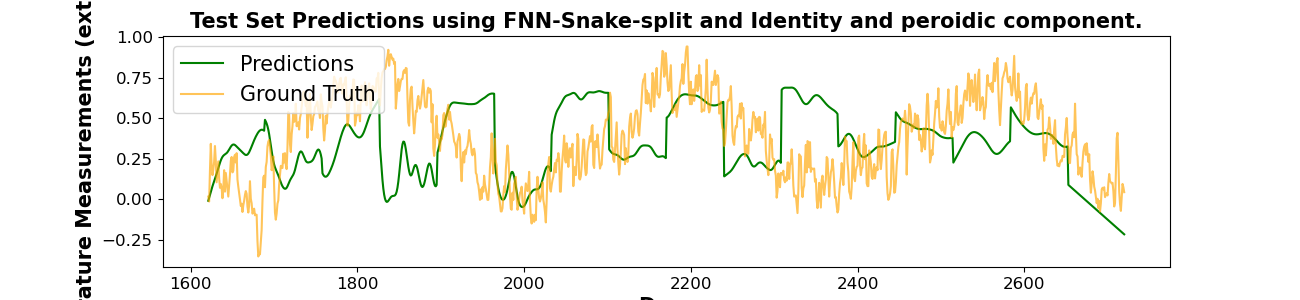 Test Set Predictions using FNN-Snake-split and Identity and peroidic component.
rature Measurements (ext
1.00
0.75
0.50
0.25
0.00
−0.25
Predictions
Ground Truth
1600 1800 2000 2200 2400 2600